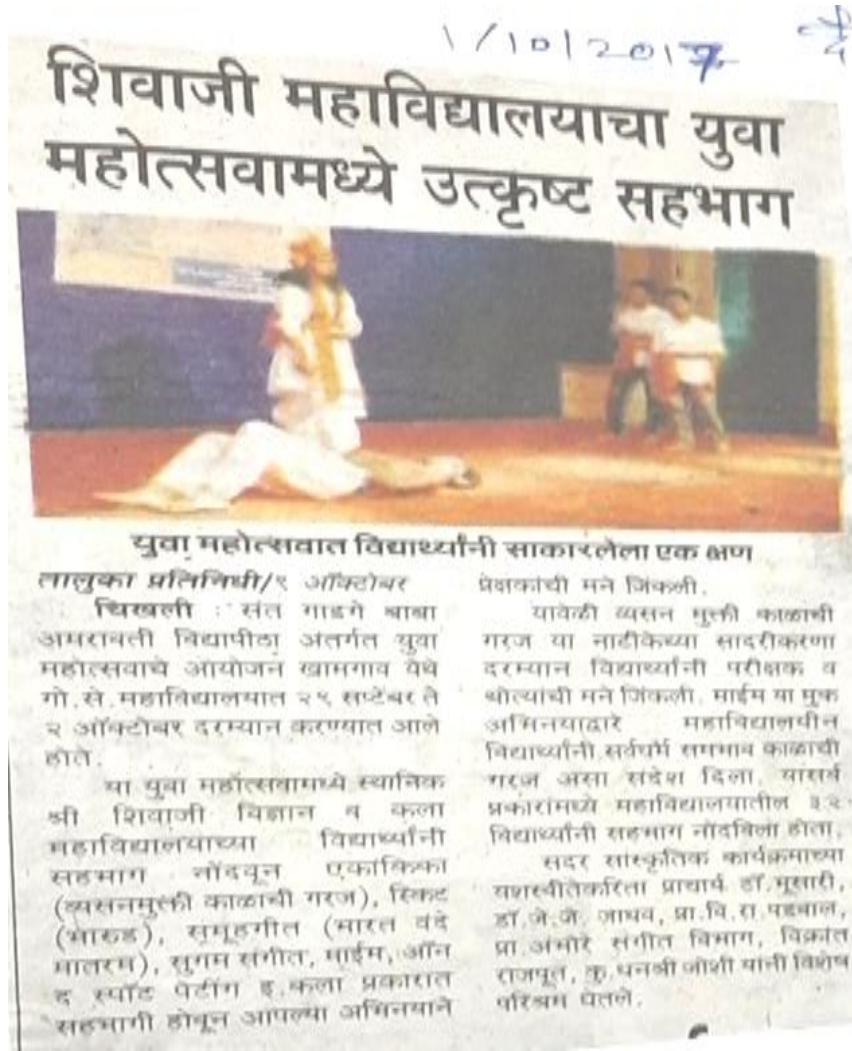 1/10/2017
शिवाजी महाविद्यालयाचा युवा
महोत्सवामध्ये उत्कृष्ट सहभाग
युवा महोत्सवात विद्यार्थ्यांनी साकारलेला एक क्षण
तालुका प्रतिनिधी/१ ऑक्टोबर
चिखली : संत गाडगे बाबा
अमरावती विद्यापीठा अंतर्गत युवा
महोत्सवाचे आयोजन खामगाव येथे
गो.से.महाविद्यालयात २९ सप्टेंबर ते
२ ऑक्टोबर दरम्यान करण्यात आले
होते.
या युवा महोत्सवामध्ये स्थानिक
श्री शिवाजी विज्ञान व कला
महाविद्यालयाच्या विद्यार्थ्यांनी
सहभाग नोंदवून एकांकिका
(व्यसनमुक्ती काळाची गरज), स्किट
(भारुड), समूहगीत (भारत वंदे
मातरम), सुगम संगीत, माईम, ऑन
द स्पॉट पेटींग इ.कला प्रकारात
सहभागी होवून आपल्या अभिनयाने
प्रेक्षकांची मने जिंकली.
यावेळी व्यसन मुक्ती काळाची
गरज या नाटीकेच्या सादरीकरणा
दरम्यान विद्यार्थ्यांनी परीक्षक व
श्रोत्यांची मने जिंकली. माईम या मुक
अभिनयाद्वारे महाविद्यालयीन
विद्यार्थ्यांनी सर्वधर्म समभाव काळाची
गरज असा संदेश दिला. यासर्व
प्रकारांमध्ये महाविद्यालयातील ३२
विद्यार्थ्यांनी सहभाग नोंदविला होता.
सदर सांस्कृतिक कार्यक्रमाच्या
यशस्वीतेकरिता प्राचार्य डॉ.भूसारी,
डॉ.जे.जे. जाधव, प्रा.वि.रा.पडवाल,
प्रा.अंभोरे संगीत विभाग, विक्रांत
राजपूत, कु.धनश्री जोशी यांनी विशेष
परिश्रम घेतले.